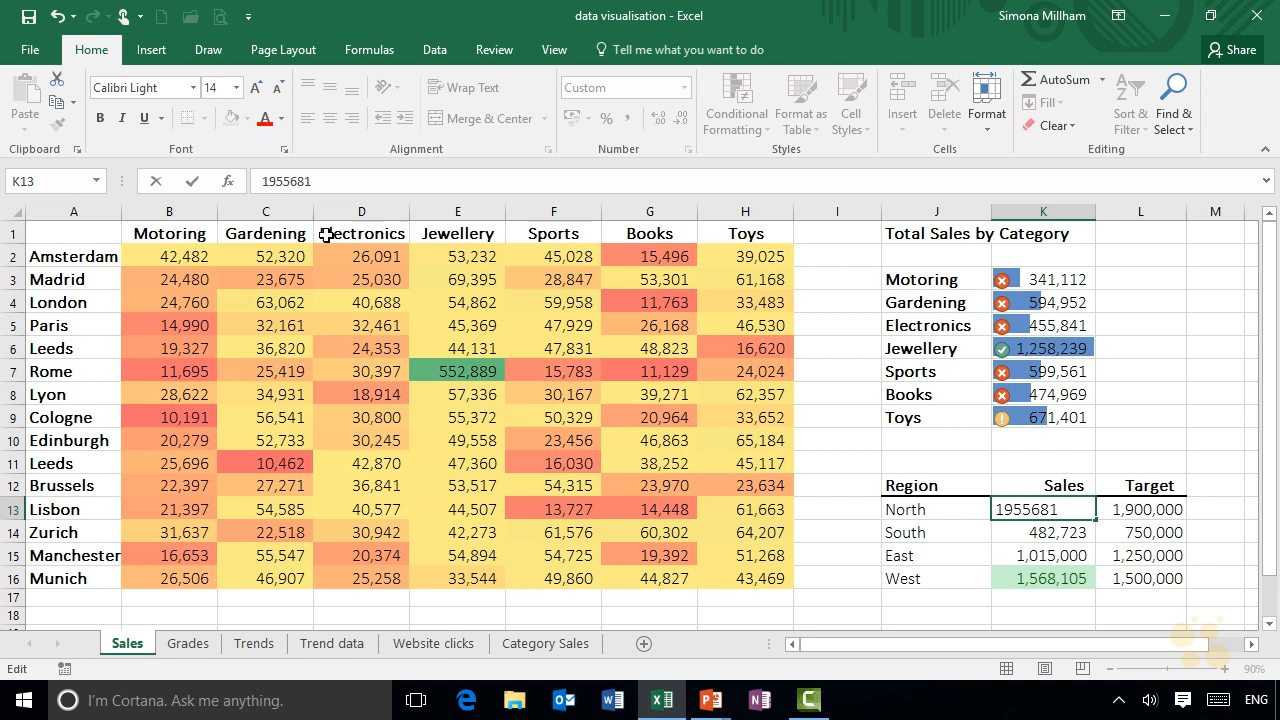 data visualisation - Excel
Simona Millham
File Home Insert Draw Page Layout Formulas Data Review View Tell me what you want to do Share
Paste
Clipboard
Calibri Light 14
B I U A
Font
Wrap Text
Merge & Center
Alignment
Custom
% ,
Number
Conditional Formatting
Format as Table
Cell Styles
Styles
Insert Delete Format
Cells
AutoSum
Fill
Clear
Sort & Filter
Find & Select
Editing
K13 fx 1955681
A B C D E F G H I J K L M
1 Motoring Gardening ectronics Jewellery Sports Books Toys Total Sales by Category
2 Amsterdam 42,482 52,320 26,091 53,232 45,028 15,496 39,025
3 Madrid 24,480 23,675 25,030 69,395 28,847 53,301 61,168 Motoring 341,112
4 London 24,760 63,062 40,688 54,862 59,958 11,763 33,483 Gardening 594,952
5 Paris 14,990 32,161 32,461 45,369 47,929 26,168 46,530 Electronics 455,841
6 Leeds 19,327 36,820 24,353 44,131 47,831 48,823 16,620 Jewellery 1,258,239
7 Rome 11,695 25,419 30,397 552,889 15,783 11,129 24,024 Sports 599,561
8 Lyon 28,622 34,931 18,914 57,336 30,167 39,271 62,357 Books 474,969
9 Cologne 10,191 56,541 30,800 55,372 50,329 20,964 33,652 Toys 671,401
10 Edinburgh 20,279 52,733 30,245 49,558 23,456 46,863 65,184
11 Leeds 25,696 10,462 42,870 47,360 16,030 38,252 45,117
12 Brussels 22,397 27,271 36,841 53,517 54,315 23,970 23,634 Region Sales Target
13 Lisbon 21,397 54,585 40,577 44,507 13,727 14,448 61,663 North 1955681 1,900,000
14 Zurich 31,637 22,518 30,942 42,273 61,576 60,302 64,207 South 482,723 750,000
15 Manchester 16,653 55,547 20,374 54,894 54,725 19,392 51,268 East 1,015,000 1,250,000
16 Munich 26,506 46,907 25,258 33,544 49,860 44,827 43,469 West 1,568,105 1,500,000
17
18
Sales Grades Trends Trend data Website clicks Category Sales
Edit 90%
I'm Cortana. Ask me anything. ENG